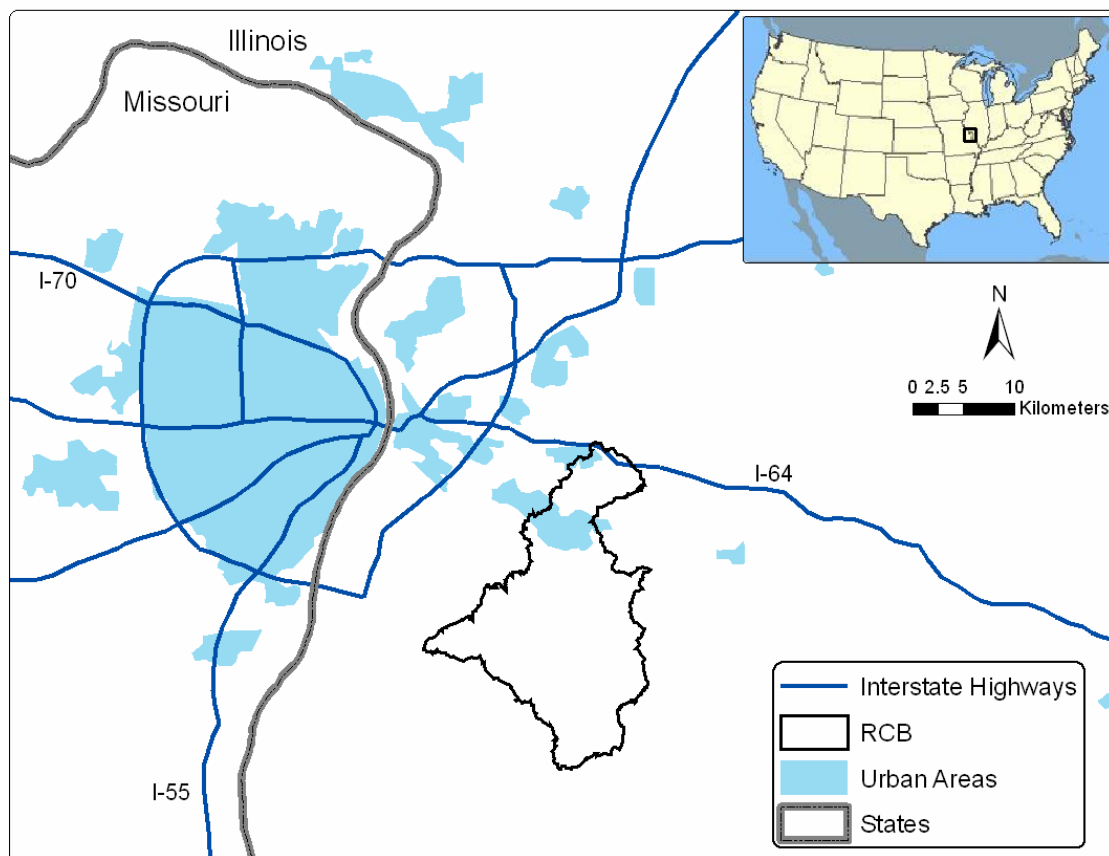 Illinois
Missouri
I-70
N
0 2.5 5 10
Kilometers
I-64
I-55
Interstate Highways
RCB
Urban Areas
States